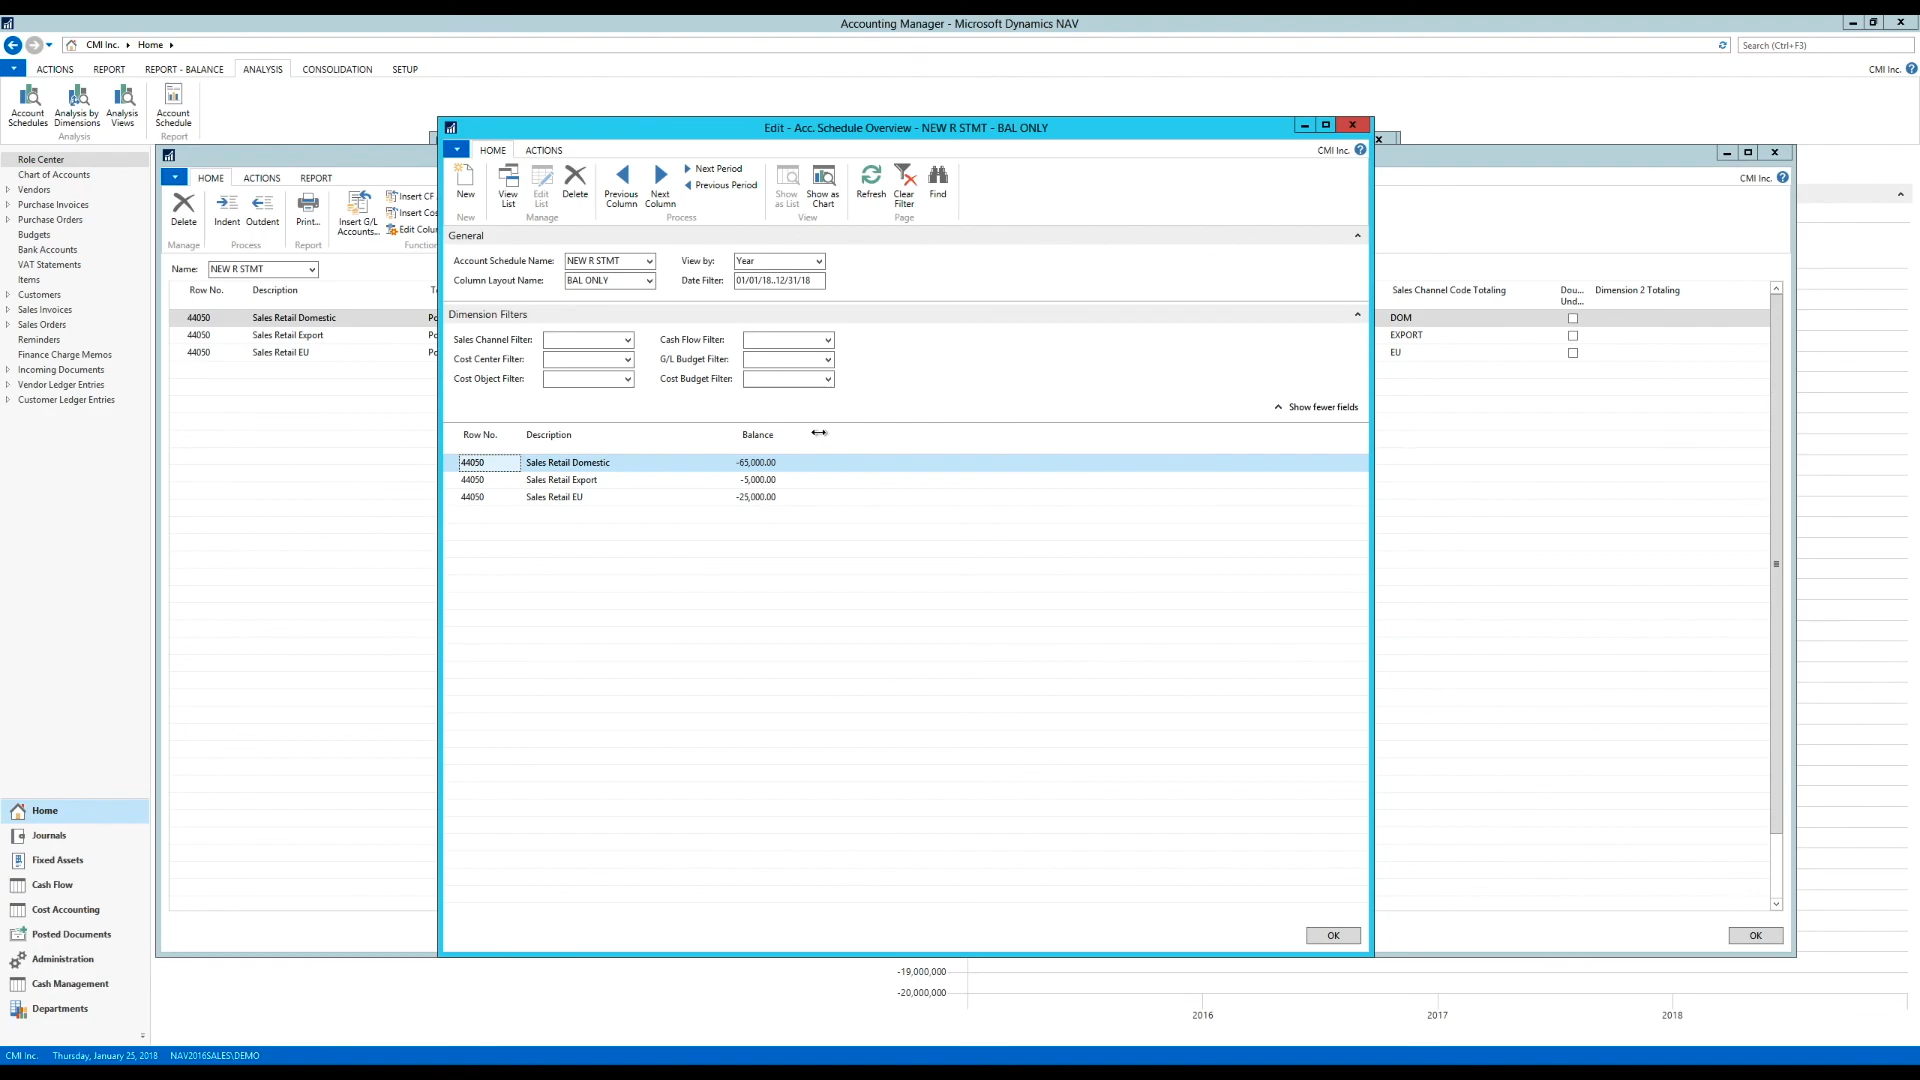 Accounting Manager - Microsoft Dynamics NAV
CMI Inc. Home
Search (Ctrl+F3)
ACTIONS REPORT REPORT - BALANCE ANALYSIS CONSOLIDATION SETUP
CMI Inc.
Account Schedules
Analysis by Dimensions
Analysis Views
Account Schedule
Analysis
Report
Role Center
Chart of Accounts
Vendors
Purchase Invoices
Purchase Orders
Budgets
Bank Accounts
VAT Statements
Items
Customers
Sales Invoices
Sales Orders
Reminders
Finance Charge Memos
Incoming Documents
Vendor Ledger Entries
Customer Ledger Entries
Home
Journals
Fixed Assets
Cash Flow
Cost Accounting
Posted Documents
Administration
Cash Management
Departments
HOME ACTIONS REPORT
Delete
Indent
Outdent
Print...
Insert G/L Accounts...
Insert CF
Insert Cos
Edit Colu
Manage
Process
Report
Functio
Name: NEW R STMT
Row No. Description
44050 Sales Retail Domestic Po
44050 Sales Retail Export Po
44050 Sales Retail EU Po
Edit - Acc. Schedule Overview - NEW R STMT - BAL ONLY
HOME ACTIONS
CMI Inc.
New
View List
Edit List
Delete
Previous Column
Next Column
Next Period
Previous Period
Show as List
Show as Chart
Refresh
Clear Filter
Find
New
Manage
Process
View
Page
General
Account Schedule Name: NEW R STMT
View by: Year
Column Layout Name: BAL ONLY
Date Filter: 01/01/18..12/31/18
Dimension Filters
Sales Channel Filter:
Cash Flow Filter:
Cost Center Filter:
G/L Budget Filter:
Cost Object Filter:
Cost Budget Filter:
Show fewer fields
Row No. Description Balance
44050 Sales Retail Domestic -65,000.00
44050 Sales Retail Export -5,000.00
44050 Sales Retail EU -25,000.00
OK
CMI Inc.
Sales Channel Code Totaling
Dou... Und...
Dimension 2 Totaling
DOM
EXPORT
EU
OK
-19,000,000
-20,000,000
2016 2017 2018
CMI Inc. Thursday, January 25, 2018 NAV2016SALES\DEMO